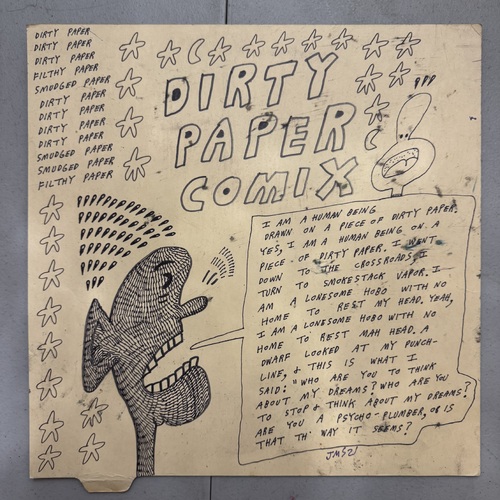 DIRTY PAPER
DIRTY PAPER
DIRTY PAPER
FILTHY PAPER
SMUDGED PAPER
DIRTY PAPER
DIRTY PAPER
DIRTY PAPER
DIRTY PAPER
SMUDGED PAPER
SMUDGED PAPER
FILTHY PAPER
DIRTY
PAPER
COMIX
I AM A HUMAN BEING
DRAWN ON A PIECE OF DIRTY PAPER.
YES, I AM A HUMAN BEING ON A
PIECE OF DIRTY PAPER. I WENT
DOWN TO THE CROSSROADS, I
TURN TO SMOKESTACK VAPOR. I
AM A LONESOME HOBO WITH NO
HOME TO REST MY HEAD. YEAH,
I AM A LONESOME HOBO WITH NO
HOME TO REST MAH HEAD. A
DWARF LOOKED AT MY PUNCH-
LINE, & THIS IS WHAT I
SAID: "WHO ARE YOU TO THINK
ABOUT MY DREAMS? WHO ARE YOU
TO STOP & THINK ABOUT MY DREAMS?
ARE YOU A PSYCHO-PLUMBER, OR IS
THAT TH' WAY IT SEEMS?
JMS21